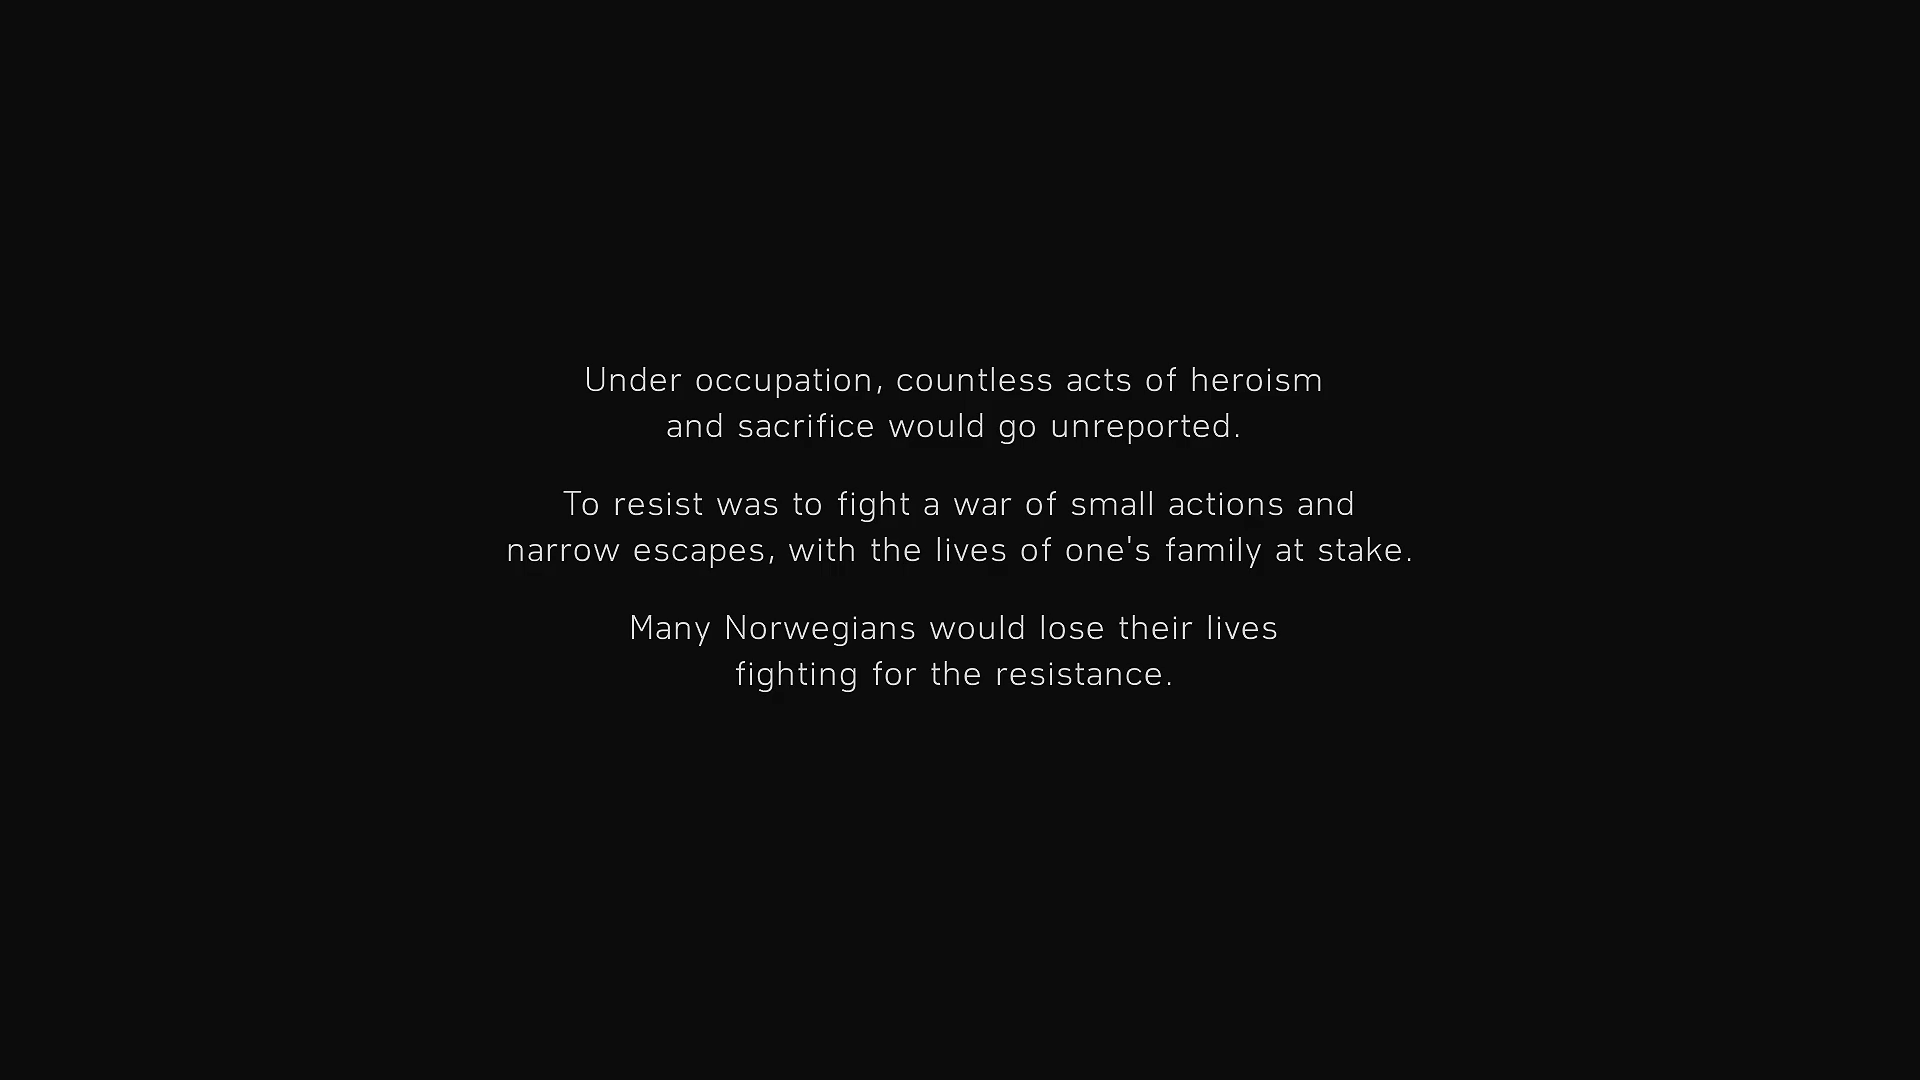 Under occupation, countless acts of heroism
and sacrifice would go unreported.
To resist was to fight a war of small actions and
narrow escapes, with the lives of one's family at stake.
Many Norwegians would lose their lives
fighting for the resistance.